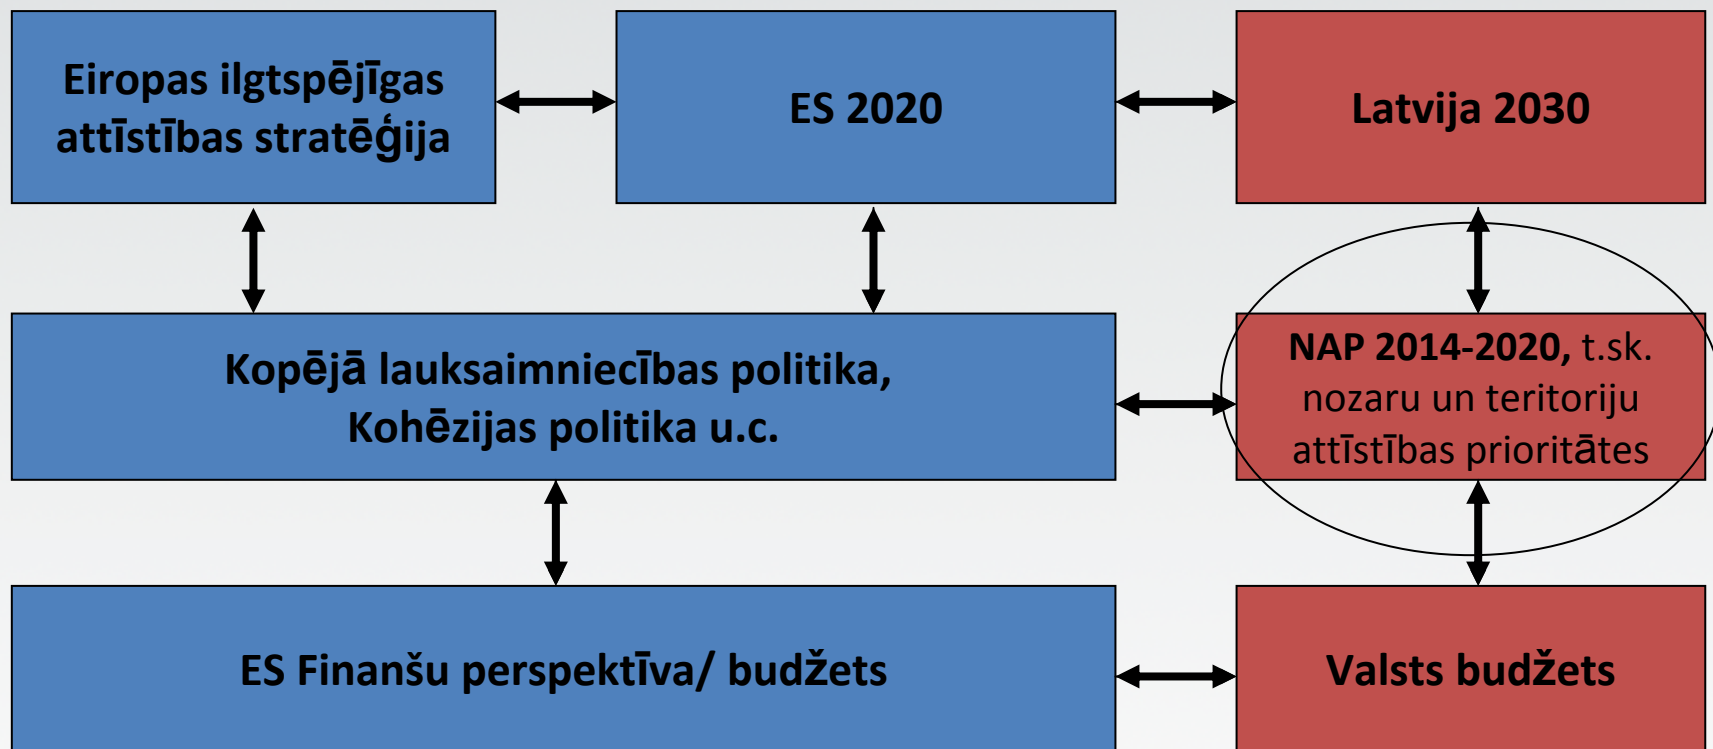 Eiropas ilgtspējīgas
attīstības stratēģija
ES 2020
Latvija 2030
Kopējā lauksaimniecības politika,
Kohēzijas politika u.c.
NAP 2014-2020, t.sk.
nozaru un teritoriju
attīstības prioritātes
ES Finanšu perspektīva/ budžets
Valsts budžets